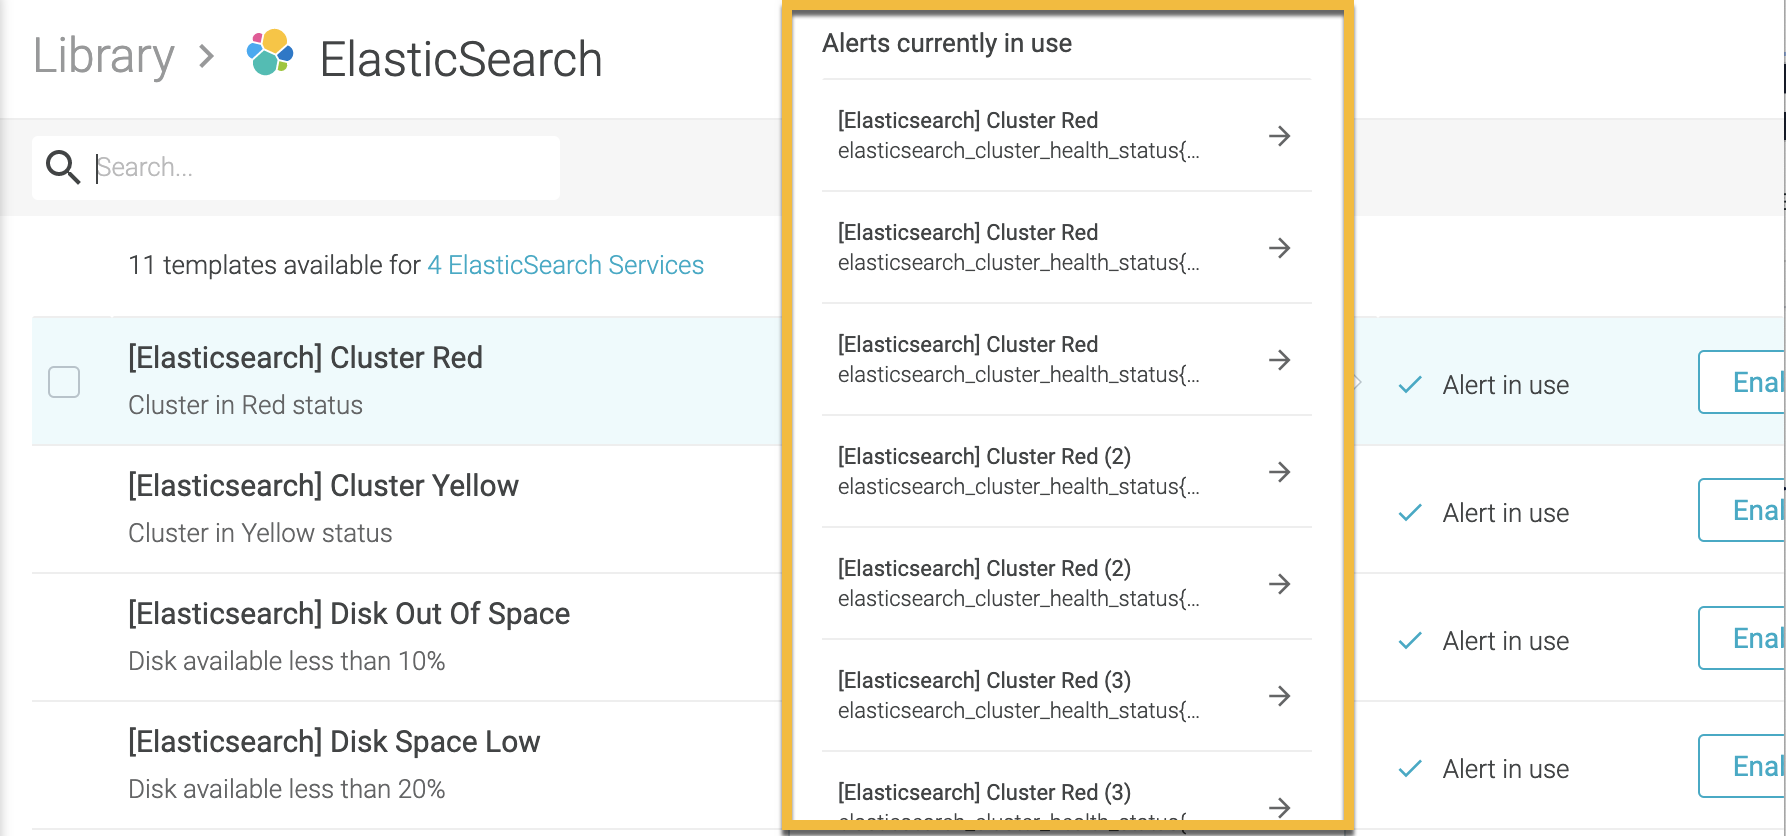 Library > ElasticSearch
Search...
11 templates available for 4 ElasticSearch Services
[Elasticsearch] Cluster Red
Cluster in Red status
Alert in use
Enal
[Elasticsearch] Cluster Yellow
Cluster in Yellow status
Alert in use
Enal
[Elasticsearch] Disk Out Of Space
Disk available less than 10%
Alert in use
Enal
[Elasticsearch] Disk Space Low
Disk available less than 20%
Alert in use
Enal
Alerts currently in use
[Elasticsearch] Cluster Red
elasticsearch_cluster_health_status{...
[Elasticsearch] Cluster Red
elasticsearch_cluster_health_status{...
[Elasticsearch] Cluster Red
elasticsearch_cluster_health_status{...
[Elasticsearch] Cluster Red (2)
elasticsearch_cluster_health_status{...
[Elasticsearch] Cluster Red (2)
elasticsearch_cluster_health_status{...
[Elasticsearch] Cluster Red (3)
elasticsearch_cluster_health_status{...
[Elasticsearch] Cluster Red (3)
elasticsearch_cluster_health_status{...